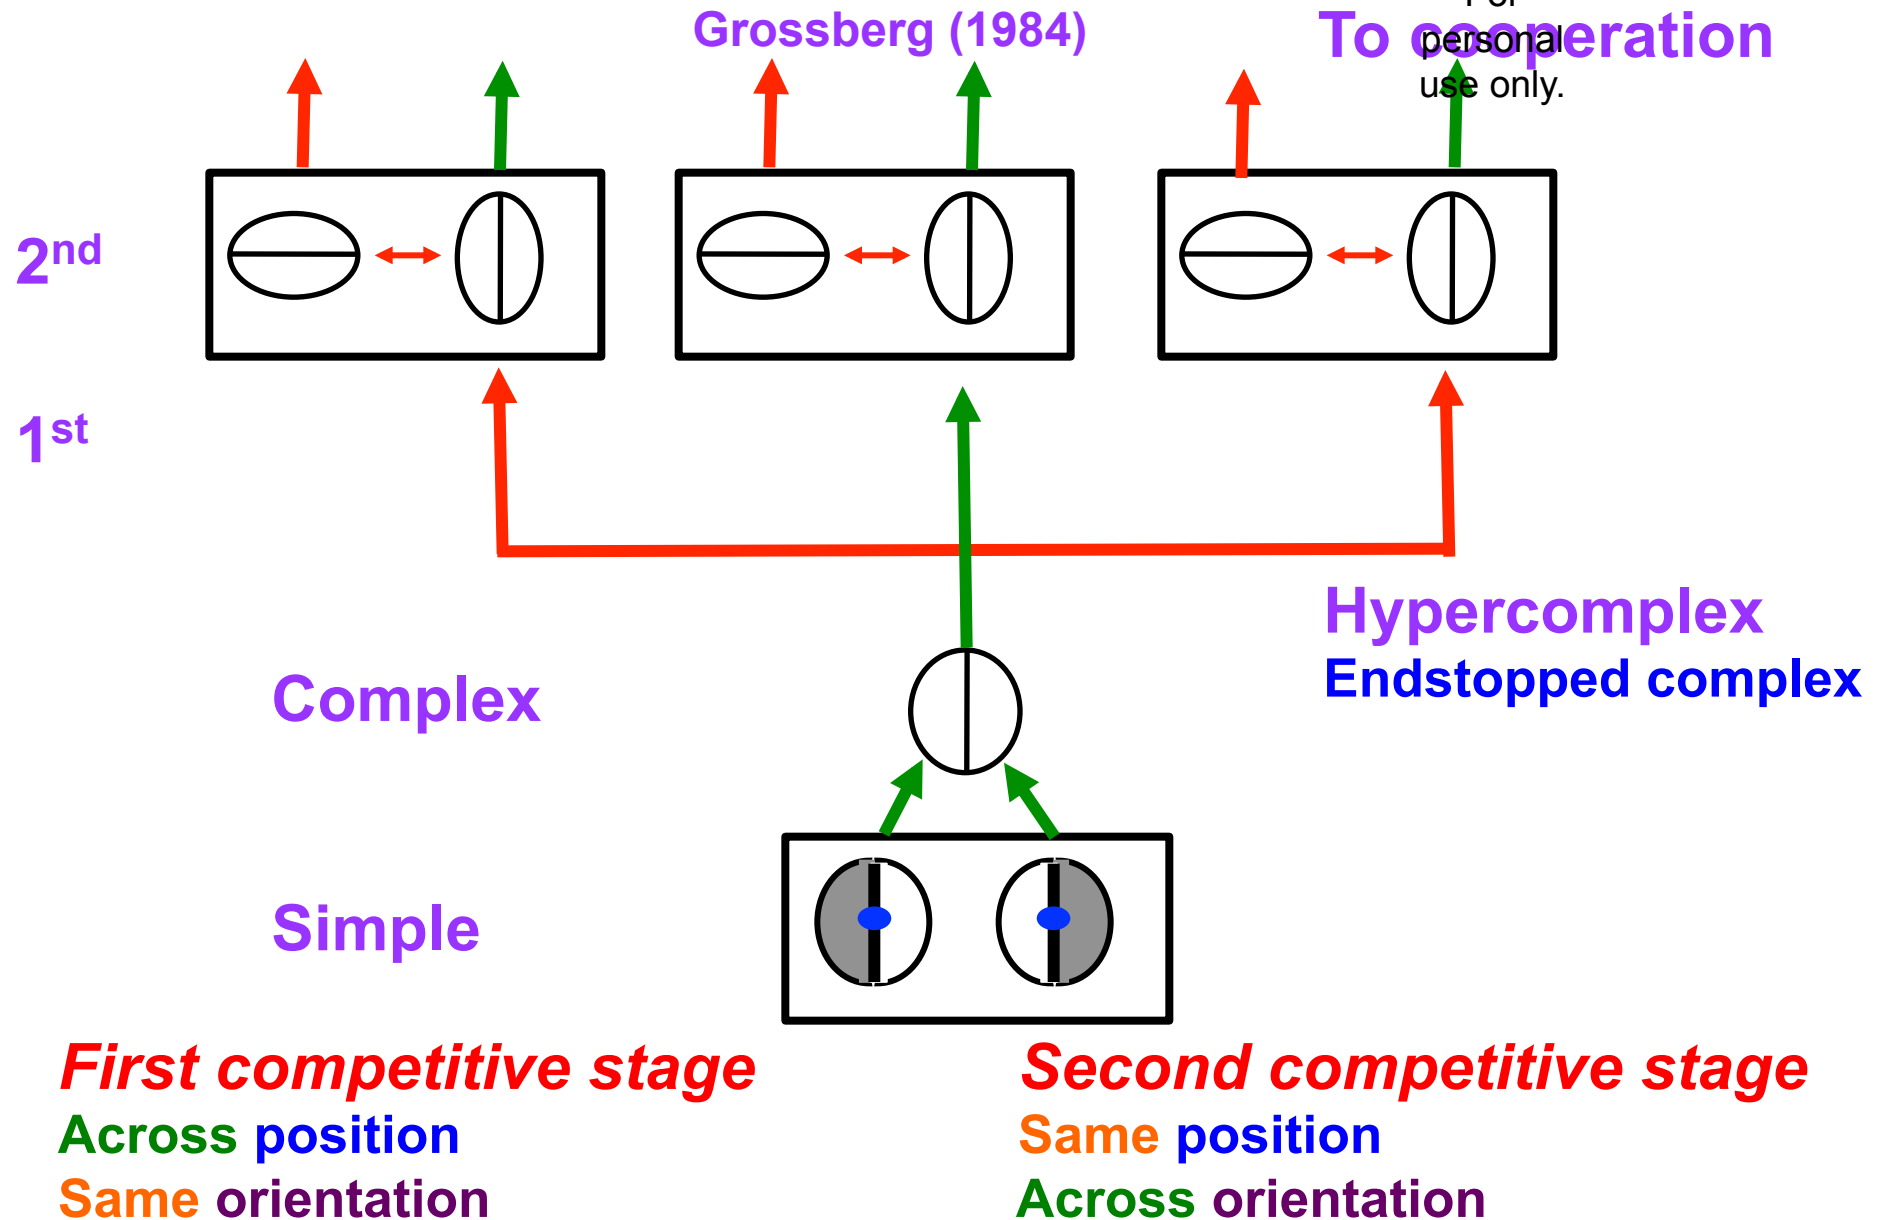 Grossberg (1984)
To cooperation
For
personal
use only.
2nd
1st
Hypercomplex
Endstopped complex
Complex
Simple
First competitive stage
Across position
Same orientation
Second competitive stage
Same position
Across orientation